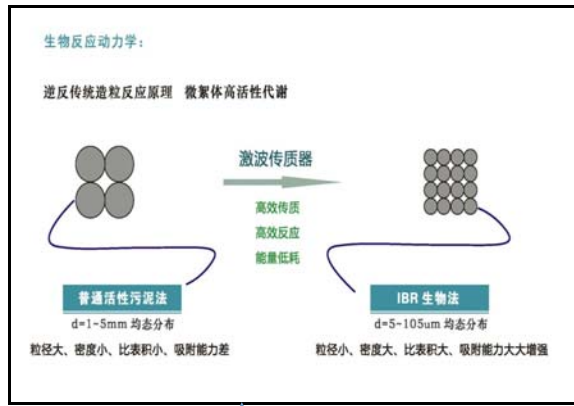 生物反应动力学：
逆反传统造粒反应原理 微絮体高活性代谢
激波传质器
高效传质
高效反应
能量低耗
普通活性污泥法
d=1~5mm 均态分布
粒径大、密度小、比表积小、吸附能力差
IBR 生物法
d=5~105um 均态分布
粒径小、密度大、比表积大、吸附能力大大增强